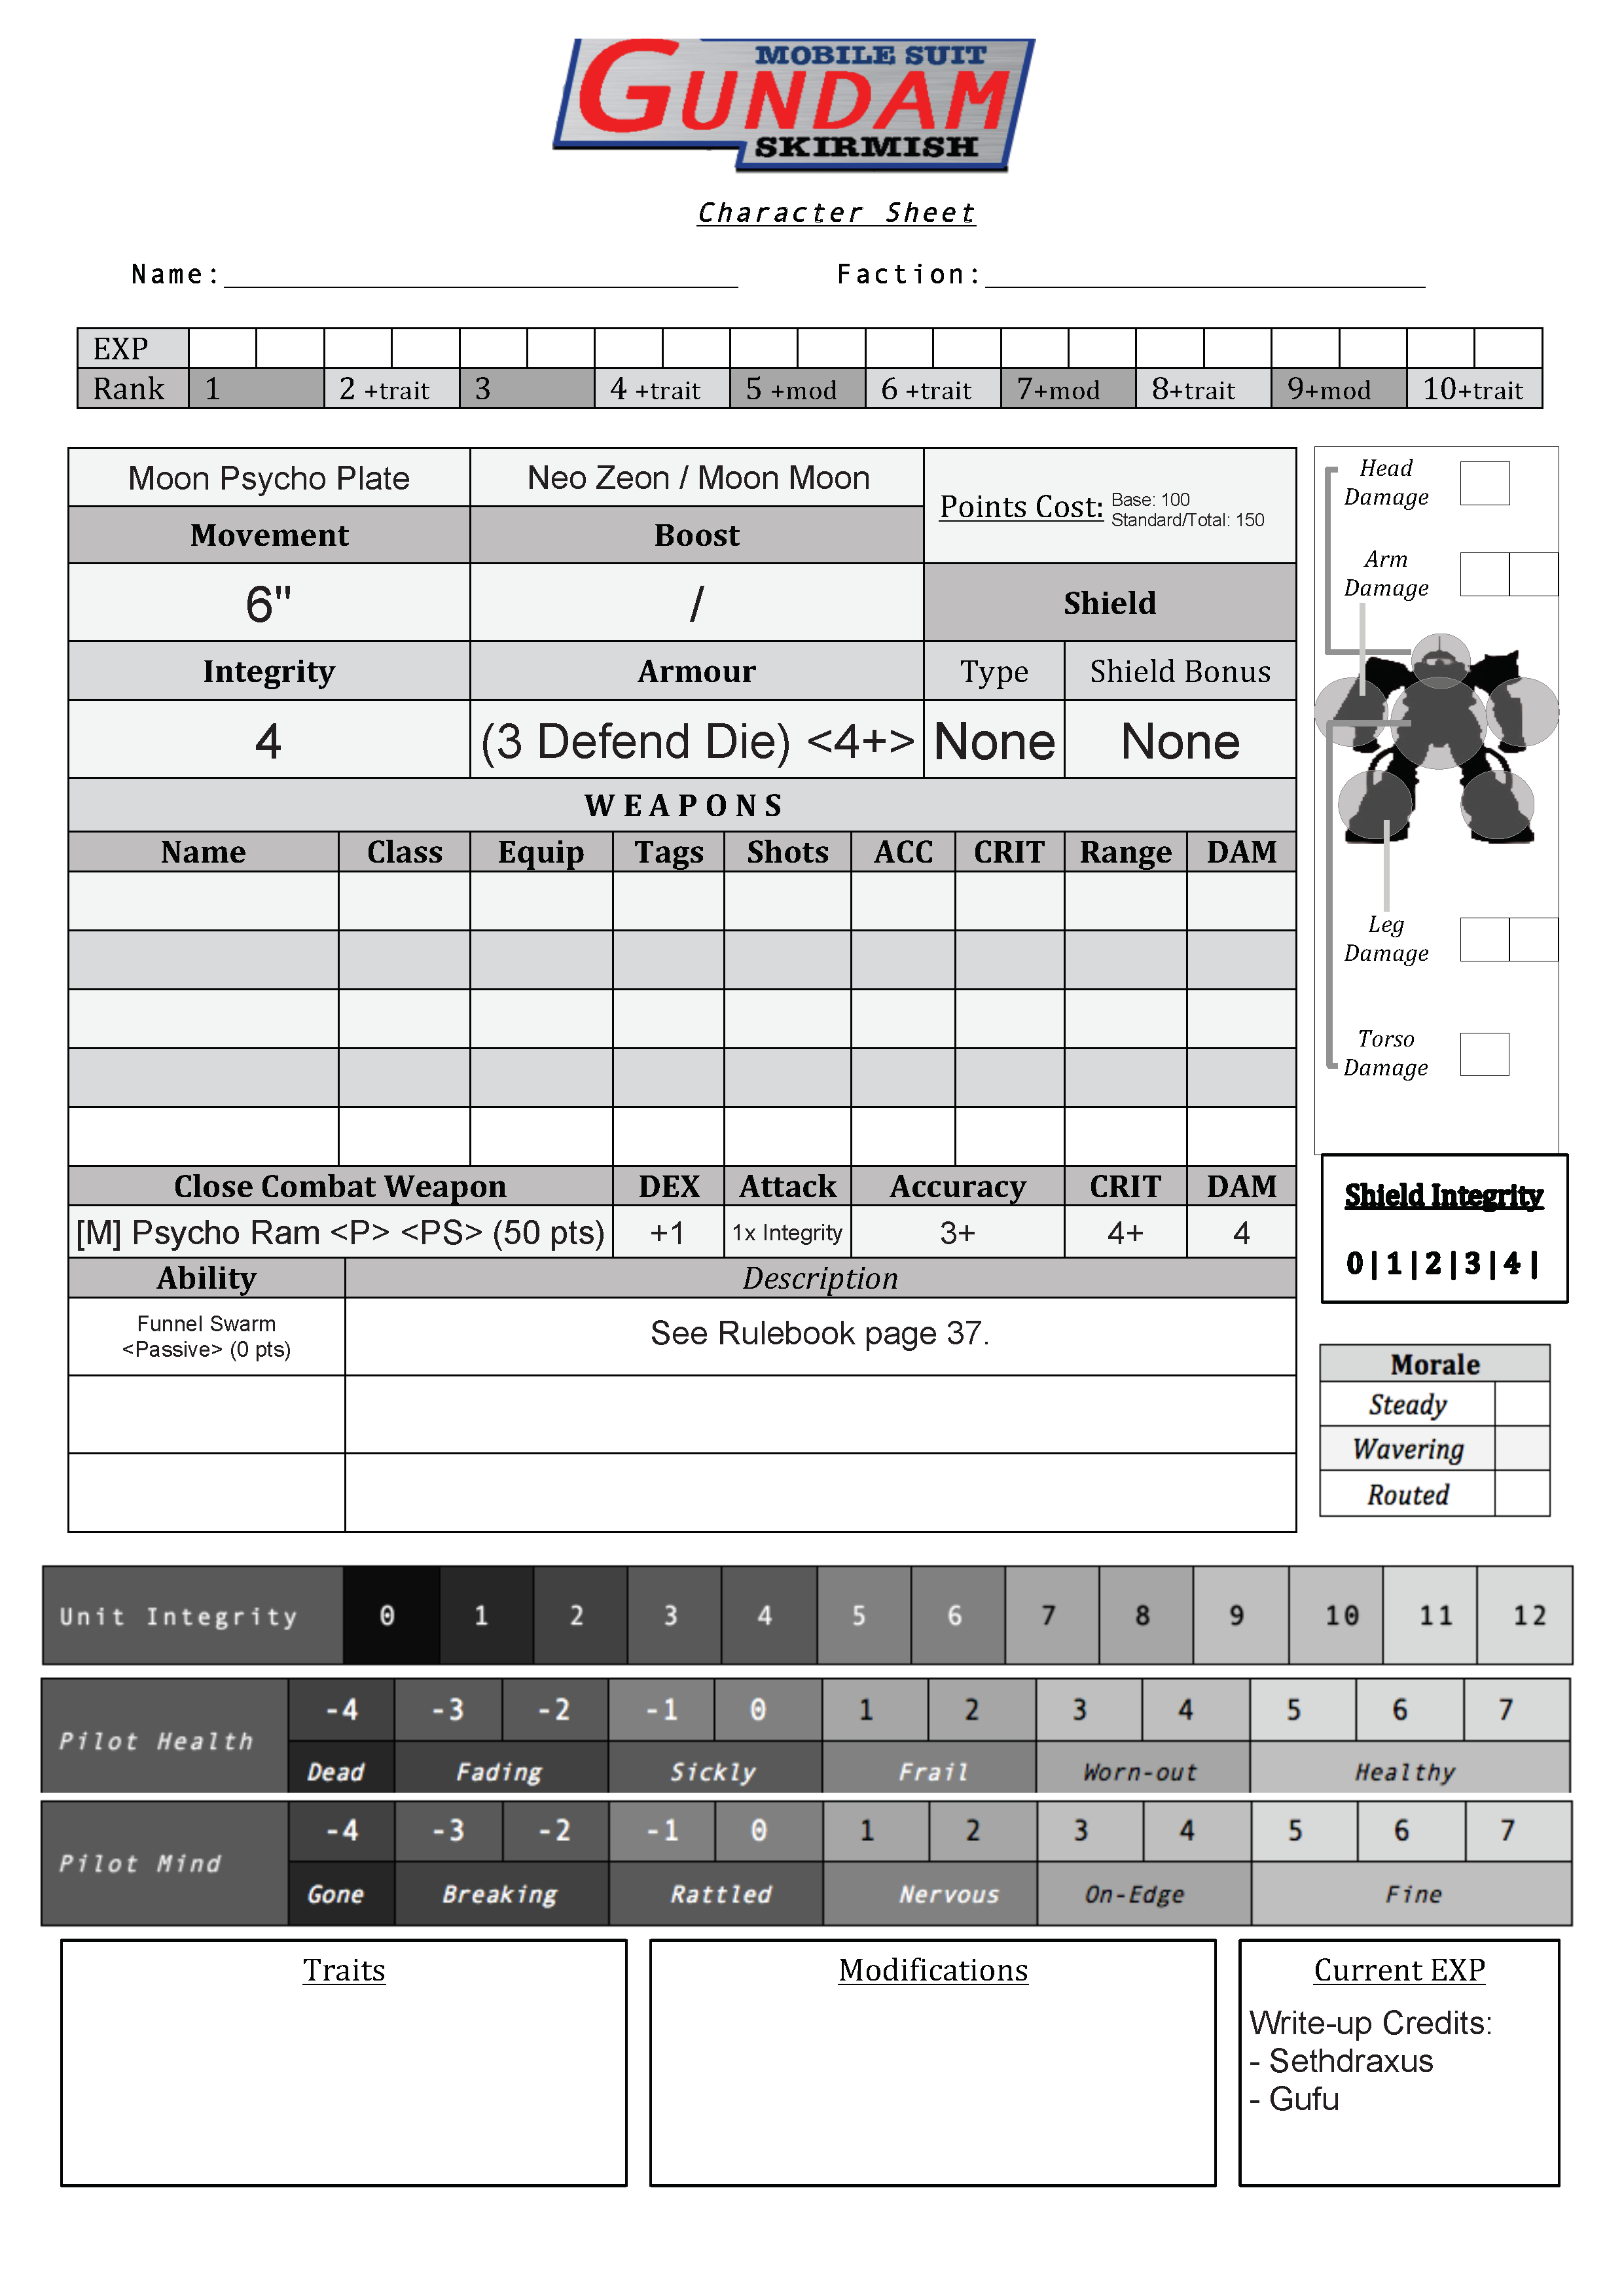 MOBILE SUIT
GUNDAM
SKIRMISH
Character Sheet
Name: Faction:
EXP
Rank 1 2 +trait 3 4 +trait 5 +mod 6 +trait 7+mod 8+trait 9+mod 10+trait
Moon Psycho Plate Neo Zeon / Moon Moon Points Cost: Base: 100
Standard/Total: 150
Movement Boost
6" / Shield
Integrity Armour Type Shield Bonus
4 (3 Defend Die) <4+> None None
WEAPONS
Name Class Equip Tags Shots ACC CRIT Range DAM
Close Combat Weapon DEX Attack Accuracy CRIT DAM
[M] Psycho Ram <P> <PS> (50 pts) +1 1x Integrity 3+ 4+ 4
Ability Description
Funnel Swarm
<Passive> (0 pts)
See Rulebook page 37.
Head
Damage
Arm
Damage
Leg
Damage
Torso
Damage
Shield Integrity
0 | 1 | 2 | 3 | 4 |
Morale
Steady
Wavering
Routed
Unit Integrity 0 1 2 3 4 5 6 7 8 9 10 11 12
Pilot Health -4 -3 -2 -1 0 1 2 3 4 5 6 7
Dead Fading Sickly Frail Worn-out Healthy
Pilot Mind -4 -3 -2 -1 0 1 2 3 4 5 6 7
Gone Breaking Rattled Nervous On-Edge Fine
Traits
Modifications
Current EXP
Write-up Credits:
- Sethdraxus
- Gufu